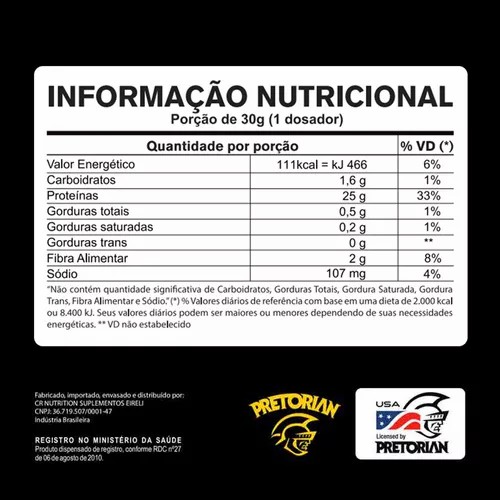 INFORMAÇÃO NUTRICIONAL
Porção de 30g (1 dosador)
Quantidade por porção % VD (*)
Valor Energético 111kcal = kJ 466 6%
Carboidratos 1,6 g 1%
Proteínas 25 g 33%
Gorduras totais 0,5 g 1%
Gorduras saturadas 0,2 g 1%
Gorduras trans 0 g **
Fibra Alimentar 2 g 8%
Sódio 107 mg 4%
"Não contém quantidade significativa de Carboidratos, Gorduras Totais, Gordura Saturada, Gordura
Trans, Fibra Alimentar e Sódio." (*) % Valores diários de referência com base em uma dieta de 2.000 kcal
ou 8.400 kJ. Seus valores diários podem ser maiores ou menores dependendo de suas necessidades
energéticas. ** VD não estabelecido
Fabricado, importado, envasado e distribuído por:
CR NUTRITION SUPLEMENTOS EIRELI
CNPJ: 36.719.507/0001-47
Indústria Brasileira
REGISTRO NO MINISTÉRIO DA SAÚDE
Produto dispensado de registro, conforme RDC nº27
de 06 de agosto de 2010.
PRETORIAN
USA
Licensed by
PRETORIAN